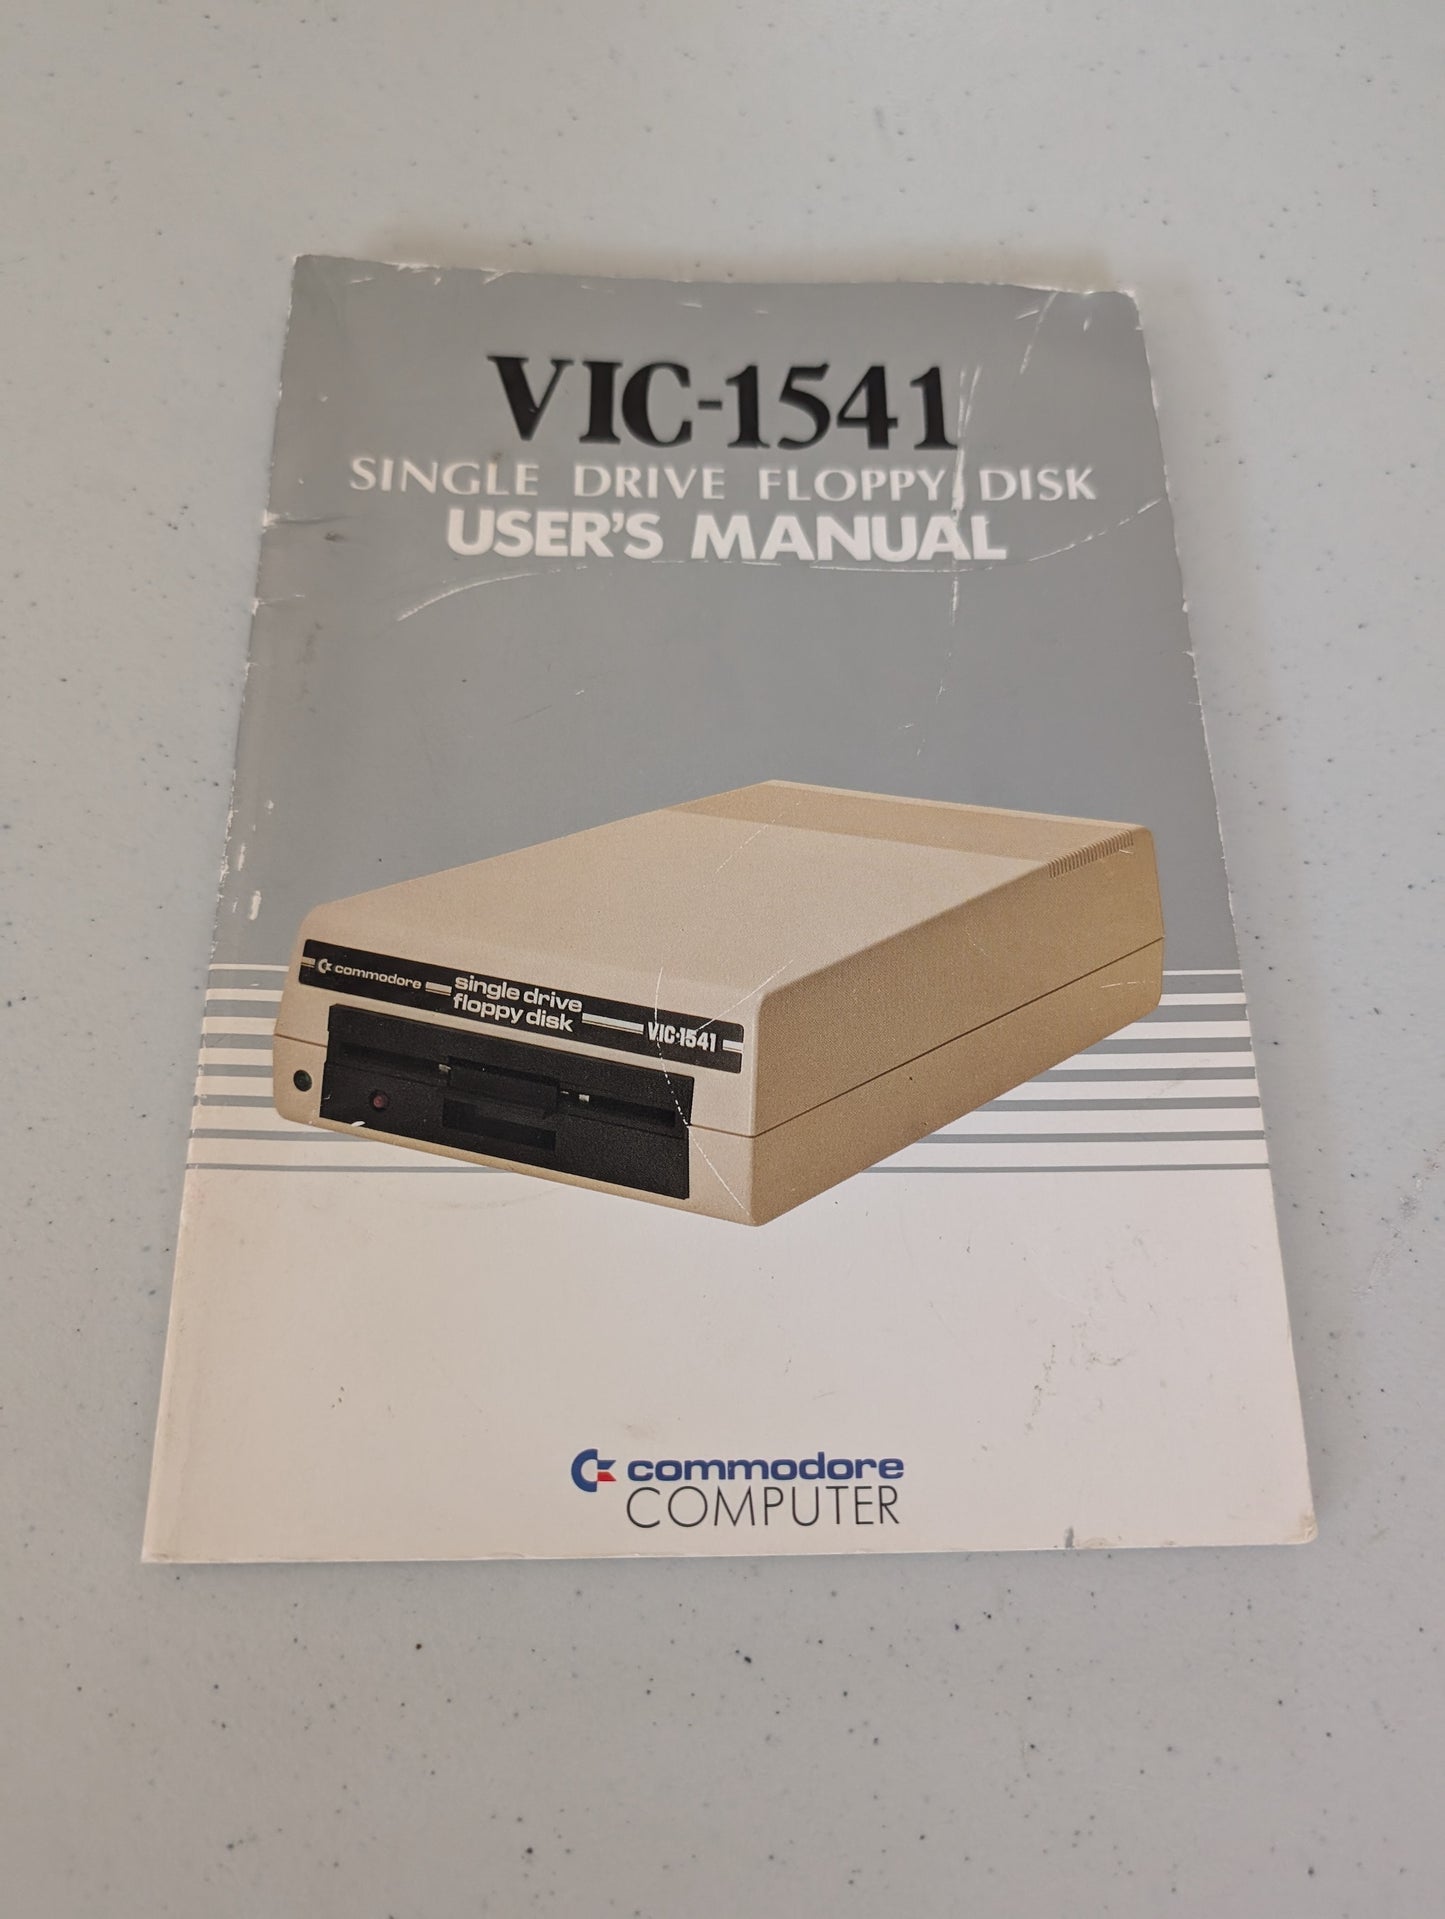 VIC-1541
SINGLE DRIVE FLOPPY DISK
USER'S MANUAL
commodore
single drive
floppy disk
VIC-1541
commodore
COMPUTER